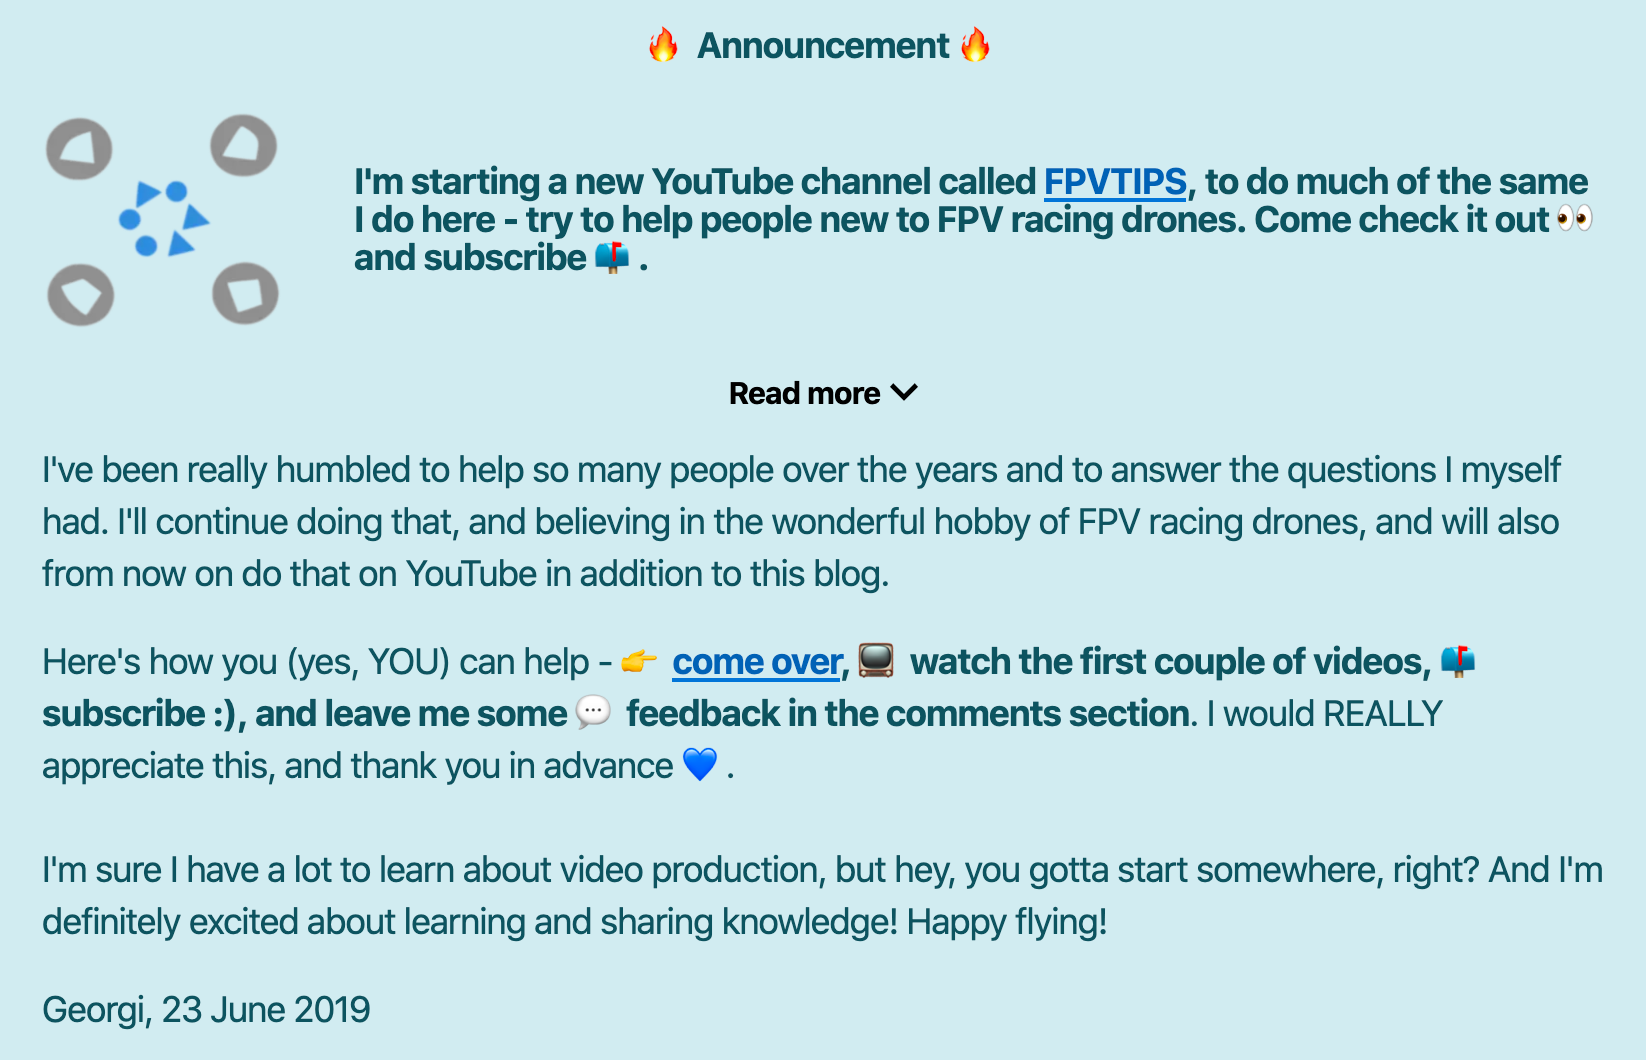 🔥 Announcement 🔥
I'm starting a new YouTube channel called FPVTIPS, to do much of the same
I do here - try to help people new to FPV racing drones. Come check it out 👀
and subscribe 📫 .
Read more
I've been really humbled to help so many people over the years and to answer the questions I myself
had. I'll continue doing that, and believing in the wonderful hobby of FPV racing drones, and will also
from now on do that on YouTube in addition to this blog.
Here's how you (yes, YOU) can help - 👉 come over, 📺 watch the first couple of videos, 📫
subscribe :), and leave me some 💬 feedback in the comments section. I would REALLY
appreciate this, and thank you in advance 💙 .
I'm sure I have a lot to learn about video production, but hey, you gotta start somewhere, right? And I'm
definitely excited about learning and sharing knowledge! Happy flying!
Georgi, 23 June 2019